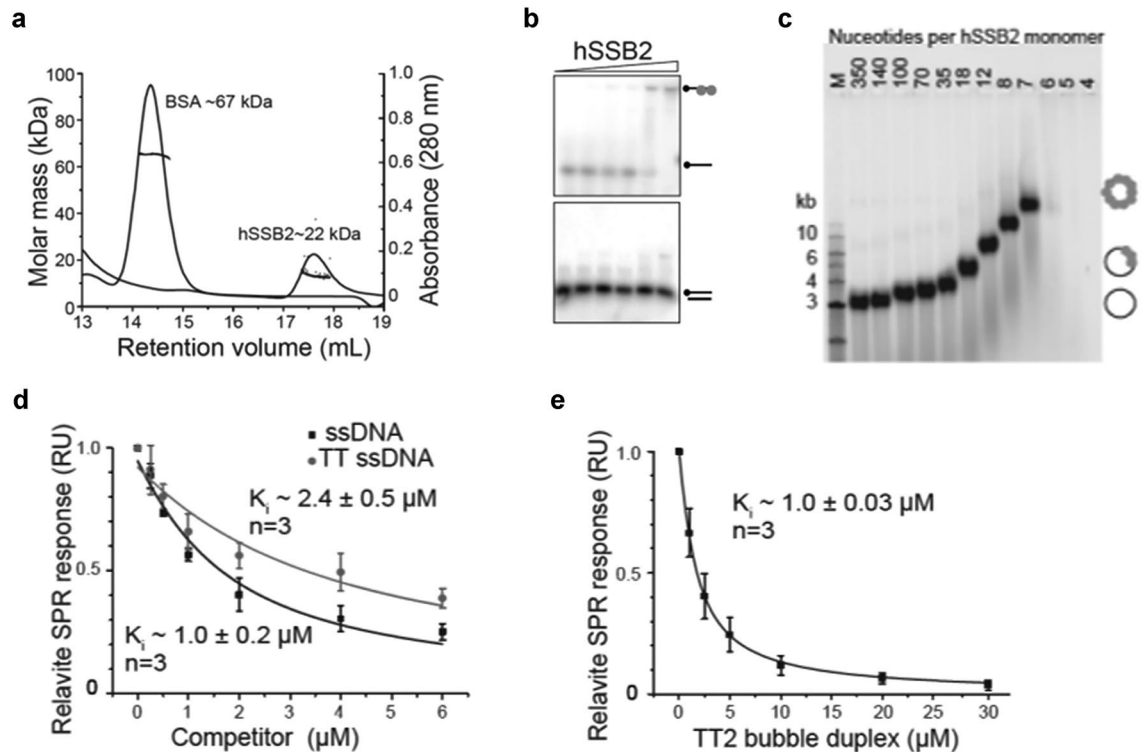 a
100
80
60
40
20
0
Molar mass (kDa)
BSA ~67 kDa
hSSB2~22 kDa
1.0
0.8
0.6
0.4
0.2
0
Absorbance (280 nm)
13 14 15 16 17 18 19
Retention volume (mL)
b
hSSB2
c
Nuceotides per hSSB2 monomer
M 350 140 100 70 35 18 12 8 7 6 5 4
kb
10
6
4
3
d
Relavite SPR response (RU)
1.0
0.5
0
ssDNA
TT ssDNA
Ki ~ 2.4 ± 0.5 µM
n=3
Ki ~ 1.0 ± 0.2 µM
n=3
0 1 2 3 4 5 6
Competitor (µM)
e
Relavite SPR response (RU)
1.0
0.5
0
Ki ~ 1.0 ± 0.03 µM
n=3
0 5 10 15 20 25 30
TT2 bubble duplex (µM)